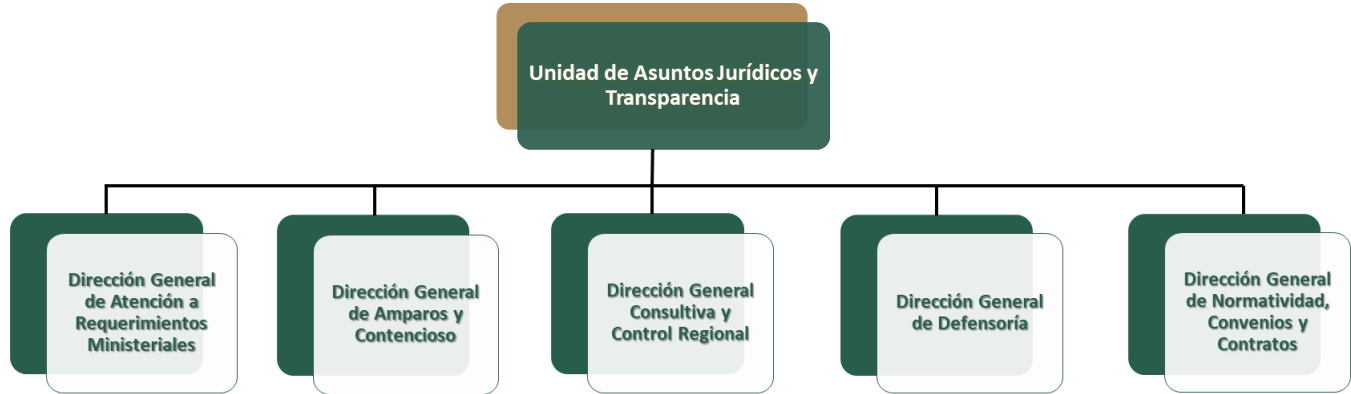 Unidad de Asuntos Jurídicos y
Transparencia
Dirección General
de Atención a
Requerimientos
Ministeriales
Dirección General
de Amparos y
Contencioso
Dirección General
Consultiva y
Control Regional
Dirección General
de Defensoría
Dirección General
de Normatividad,
Convenios y
Contratos